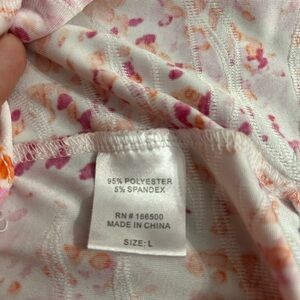 95% POLYESTER
5% SPANDEX
RN # 166500
MADE IN CHINA
SIZE: L